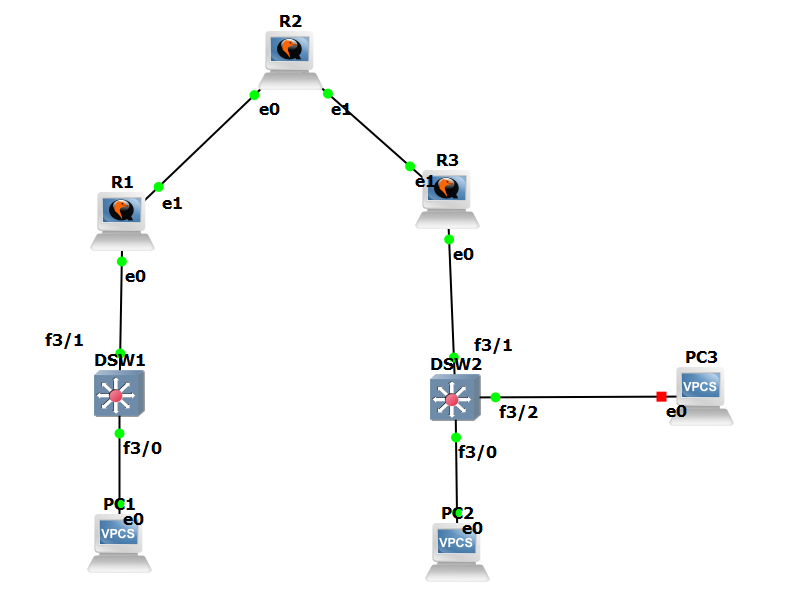 R2
e0
e1
R3
e1
R1
e1
e0
e0
f3/1
DSW1
f3/1
DSW2
PC3
VPCS
f3/2
e0
f3/0
f3/0
PC1
e0
VPCS
PC2
e0
VPCS